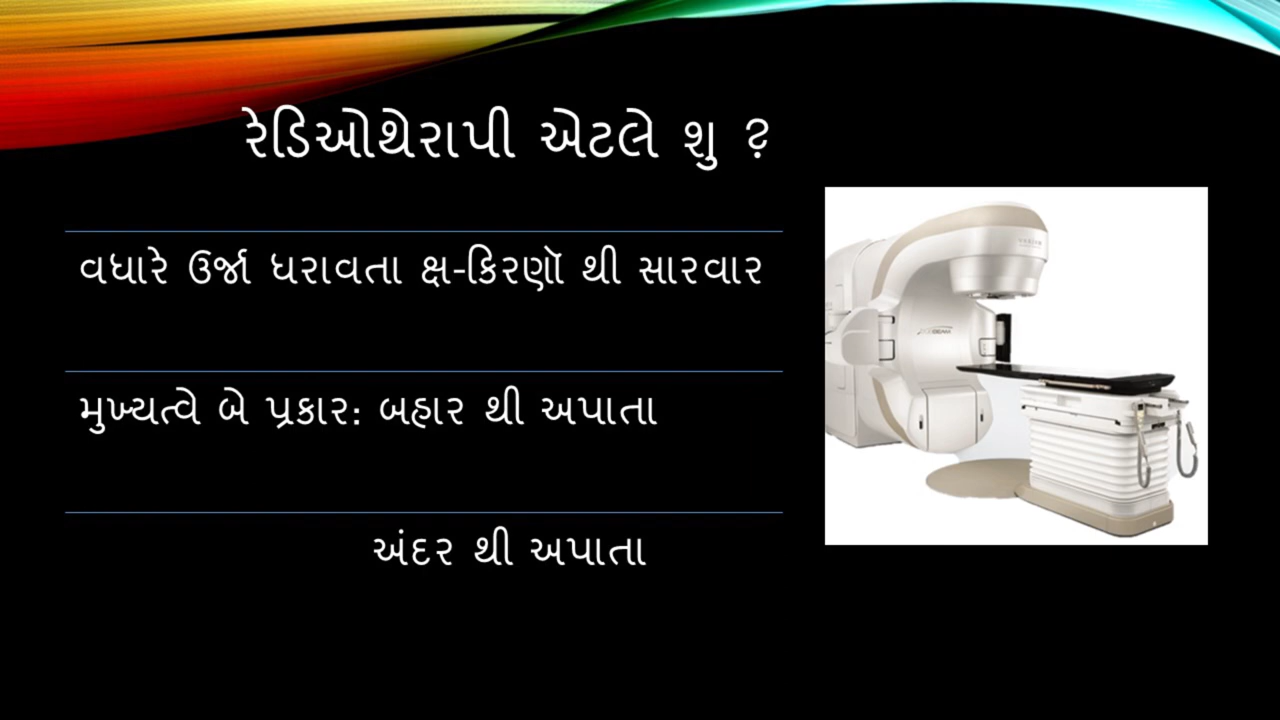 રેડિઓથેરાપી એટલે શુ ?
વધારે ઉર્જા ધરાવતા ક્ષ-કિરણૉ થી સારવાર
મુખ્યત્વે બે પ્રકાર: બહાર થી અપાતા
અંદર થી અપાતા